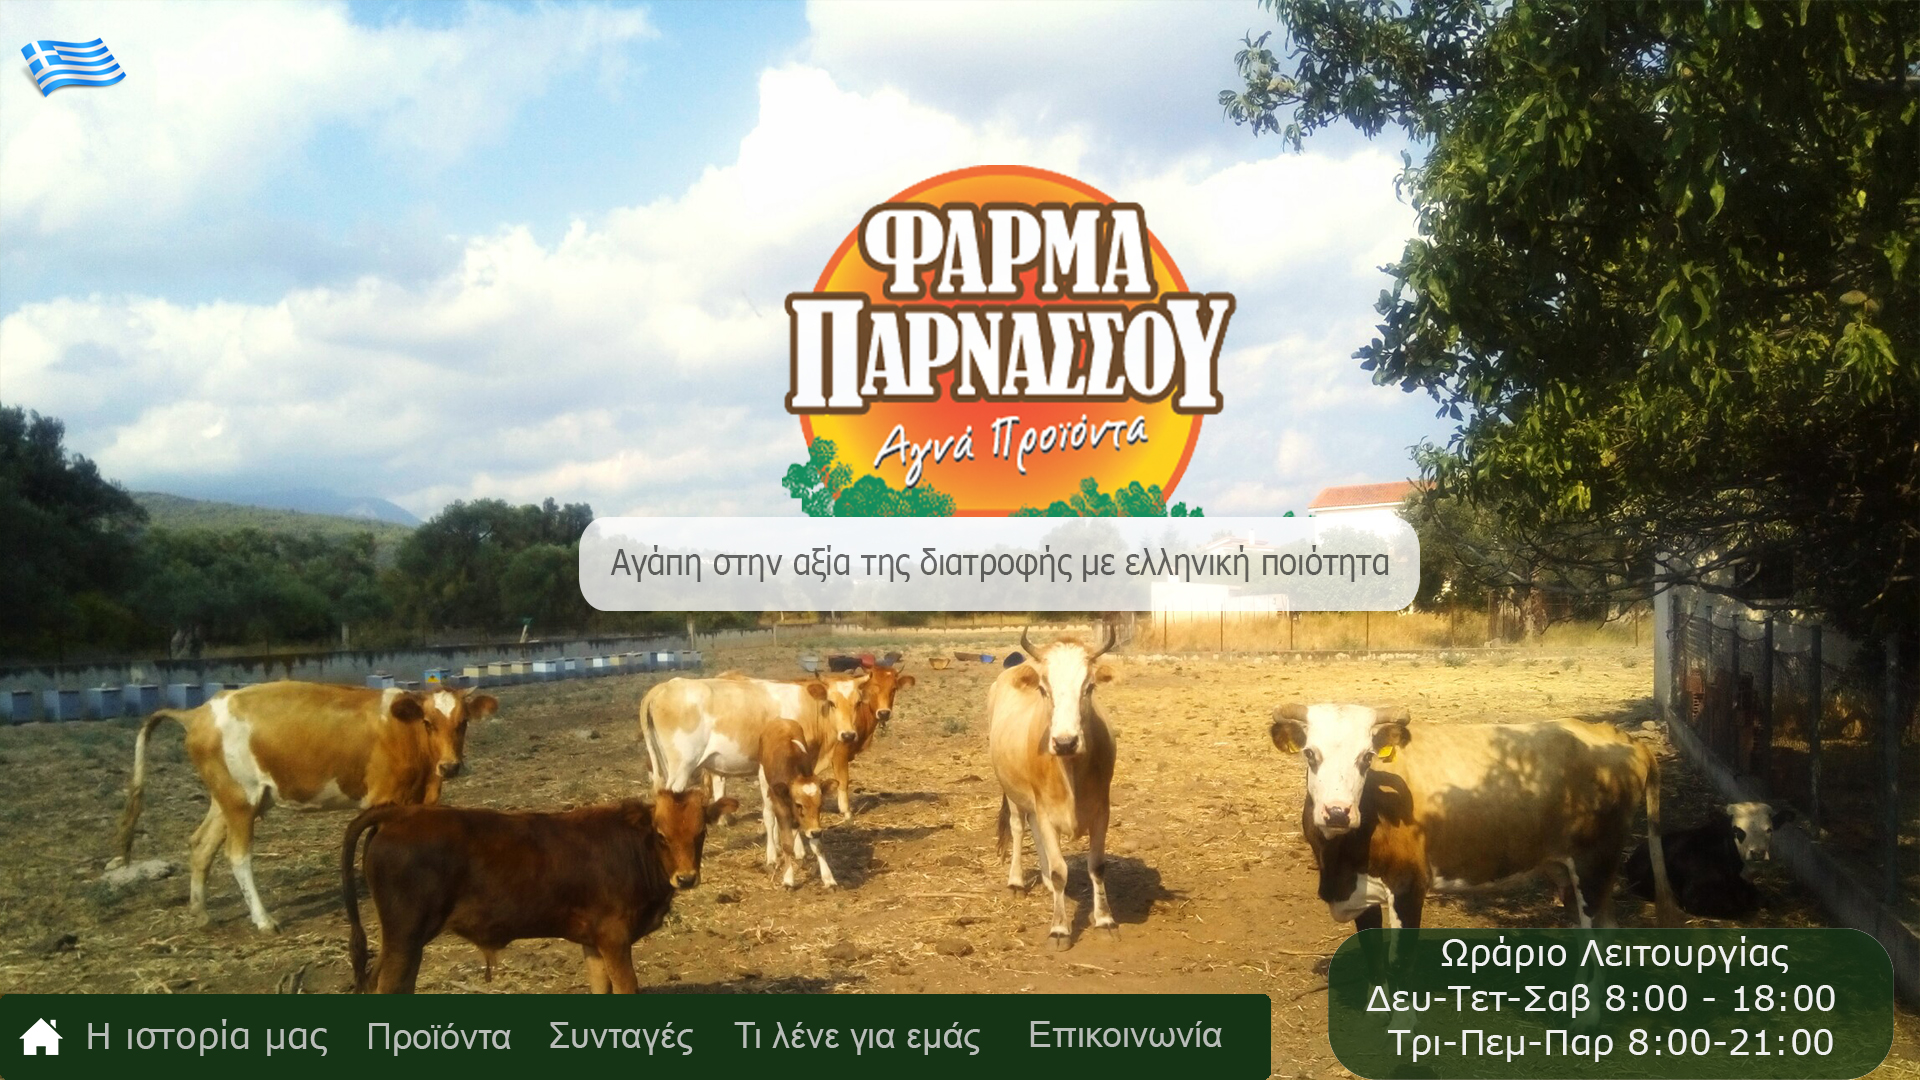 ΦΑΡΜΑ
ΠΑΡΝΑΣΣΟΥ
Αγνά Προϊόντα
Αγάπη στην αξία της διατροφής με ελληνική ποιότητα
Ωράριο Λειτουργίας
Δευ-Τετ-Σαβ 8:00 - 18:00
Τρι-Πεμ-Παρ 8:00-21:00
Η ιστορία μας Προϊόντα Συνταγές Τι λένε για εμάς Επικοινωνία